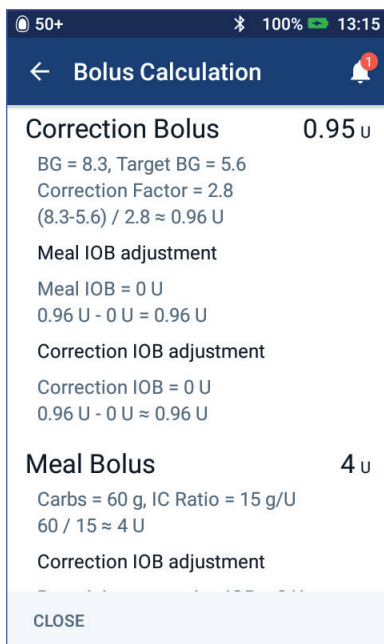 50+ 100% 13:15
Bolus Calculation 1
Correction Bolus 0.95 U
BG = 8.3, Target BG = 5.6
Correction Factor = 2.8
(8.3-5.6) / 2.8 ≈ 0.96 U
Meal IOB adjustment
Meal IOB = 0 U
0.96 U - 0 U = 0.96 U
Correction IOB adjustment
Correction IOB = 0 U
0.96 U - 0 U ≈ 0.96 U
Meal Bolus 4 U
Carbs = 60 g, IC Ratio = 15 g/U
60 / 15 ≈ 4 U
Correction IOB adjustment
CLOSE